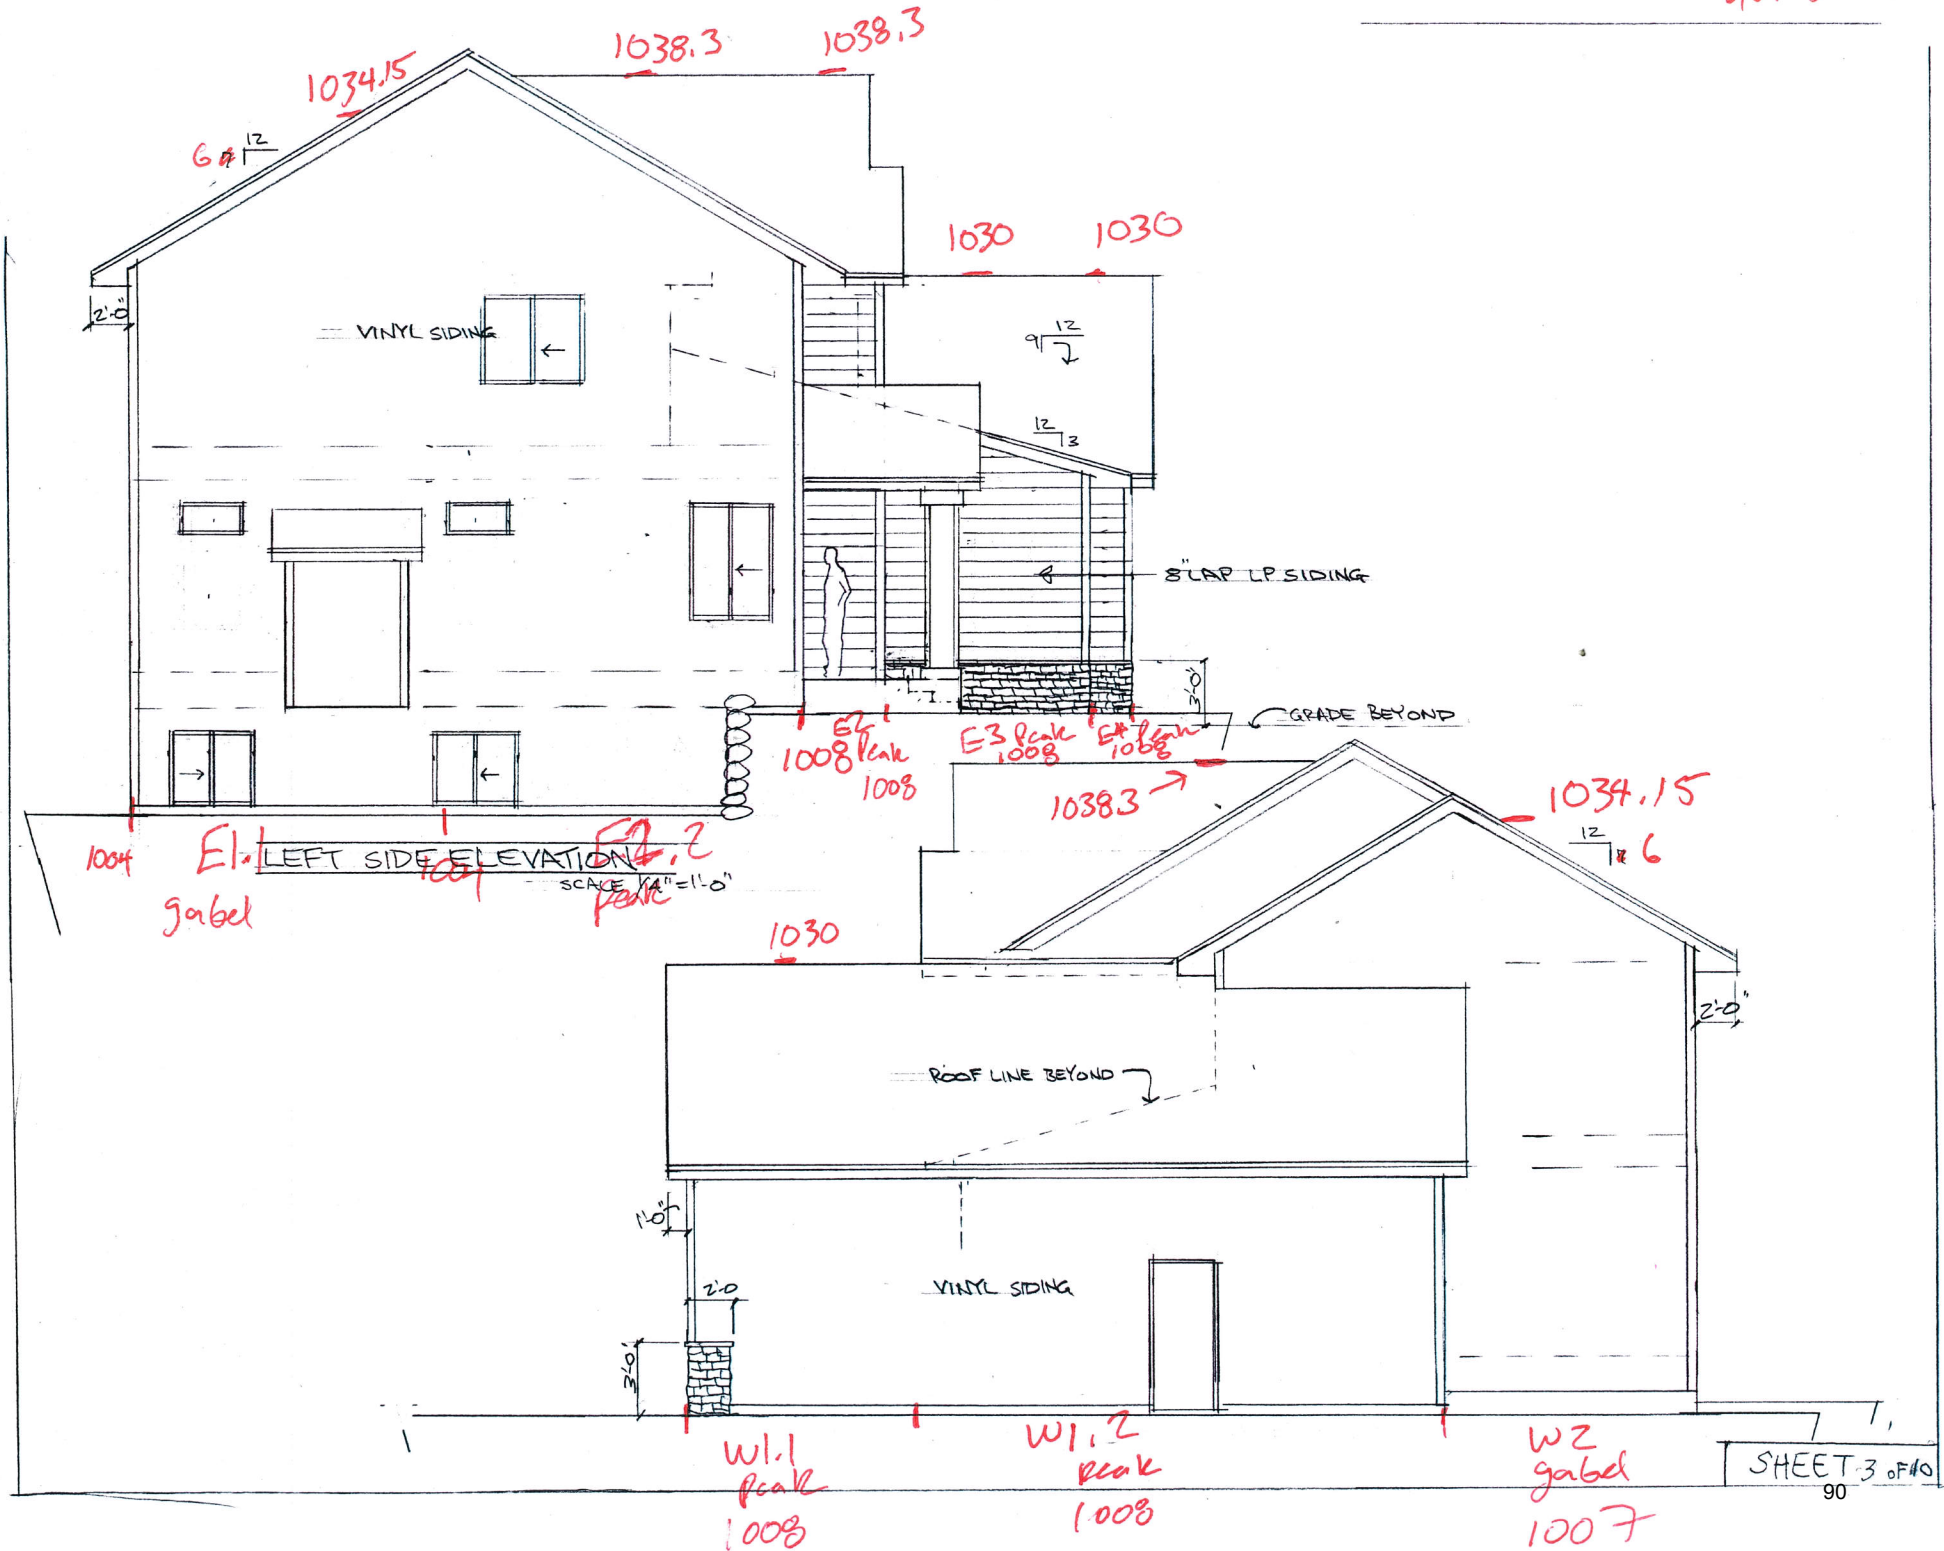 1038.3
1038.3
1034.15
6
12
1030
1030
2'-0"
VINYL SIDING
9
12
12
3
8" LAP LP SIDING
3'-0"
GRADE BEYOND
1008
E2
Peak
1008
E3 Peak
1008
E4 Peak
1008
1038.3
1034.15
12
6
1004
E1.1
LEFT SIDE ELEVATION
1004
E1.2
SCALE 1/4" = 1'-0"
gabel
Peak
1030
2'-0"
ROOF LINE BEYOND
1'-0"
VINYL SIDING
2'-0
3'-0"
W1.1
Peak
1008
W1.2
peak
1008
W2
gabel
1007
SHEET 3 OF 10
90